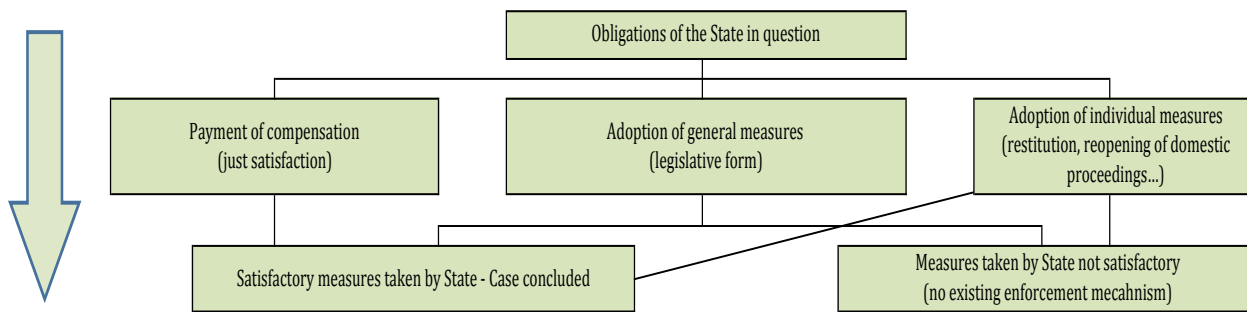 Obligations of the State in question
Payment of compensation
(just satisfaction)
Adoption of general measures
(legislative form)
Adoption of individual measures
(restitution, reopening of domestic
proceedings…)
Satisfactory measures taken by State - Case concluded
Measures taken by State not satisfactory
(no existing enforcement mecahnism)